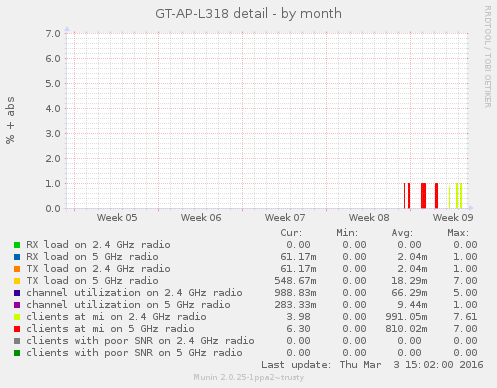 GT-AP-L318 detail - by month
RRDTOOL / TOBI OETIKER
% + abs
7.0
6.0
5.0
4.0
3.0
2.0
1.0
0.0
Week 05 Week 06 Week 07 Week 08 Week 09
Cur: Min: Avg: Max:
RX load on 2.4 GHz radio 0.00 0.00 0.00 0.00
RX load on 5 GHz radio 61.17m 0.00 2.04m 1.00
TX load on 2.4 GHz radio 61.17m 0.00 2.04m 1.00
TX load on 5 GHz radio 548.67m 0.00 18.29m 7.00
channel utilization on 2.4 GHz radio 988.83m 0.00 66.29m 5.00
channel utilization on 5 GHz radio 283.33m 0.00 9.44m 1.00
clients at mi on 2.4 GHz radio 3.98 0.00 991.05m 7.61
clients at mi on 5 GHz radio 6.30 0.00 810.02m 7.00
clients with poor SNR on 2.4 GHz radio 0.00 0.00 0.00 0.00
clients with poor SNR on 5 GHz radio 0.00 0.00 0.00 0.00
Last update: Thu Mar 3 15:02:00 2016
Munin 2.0.25-1ppa2~trusty